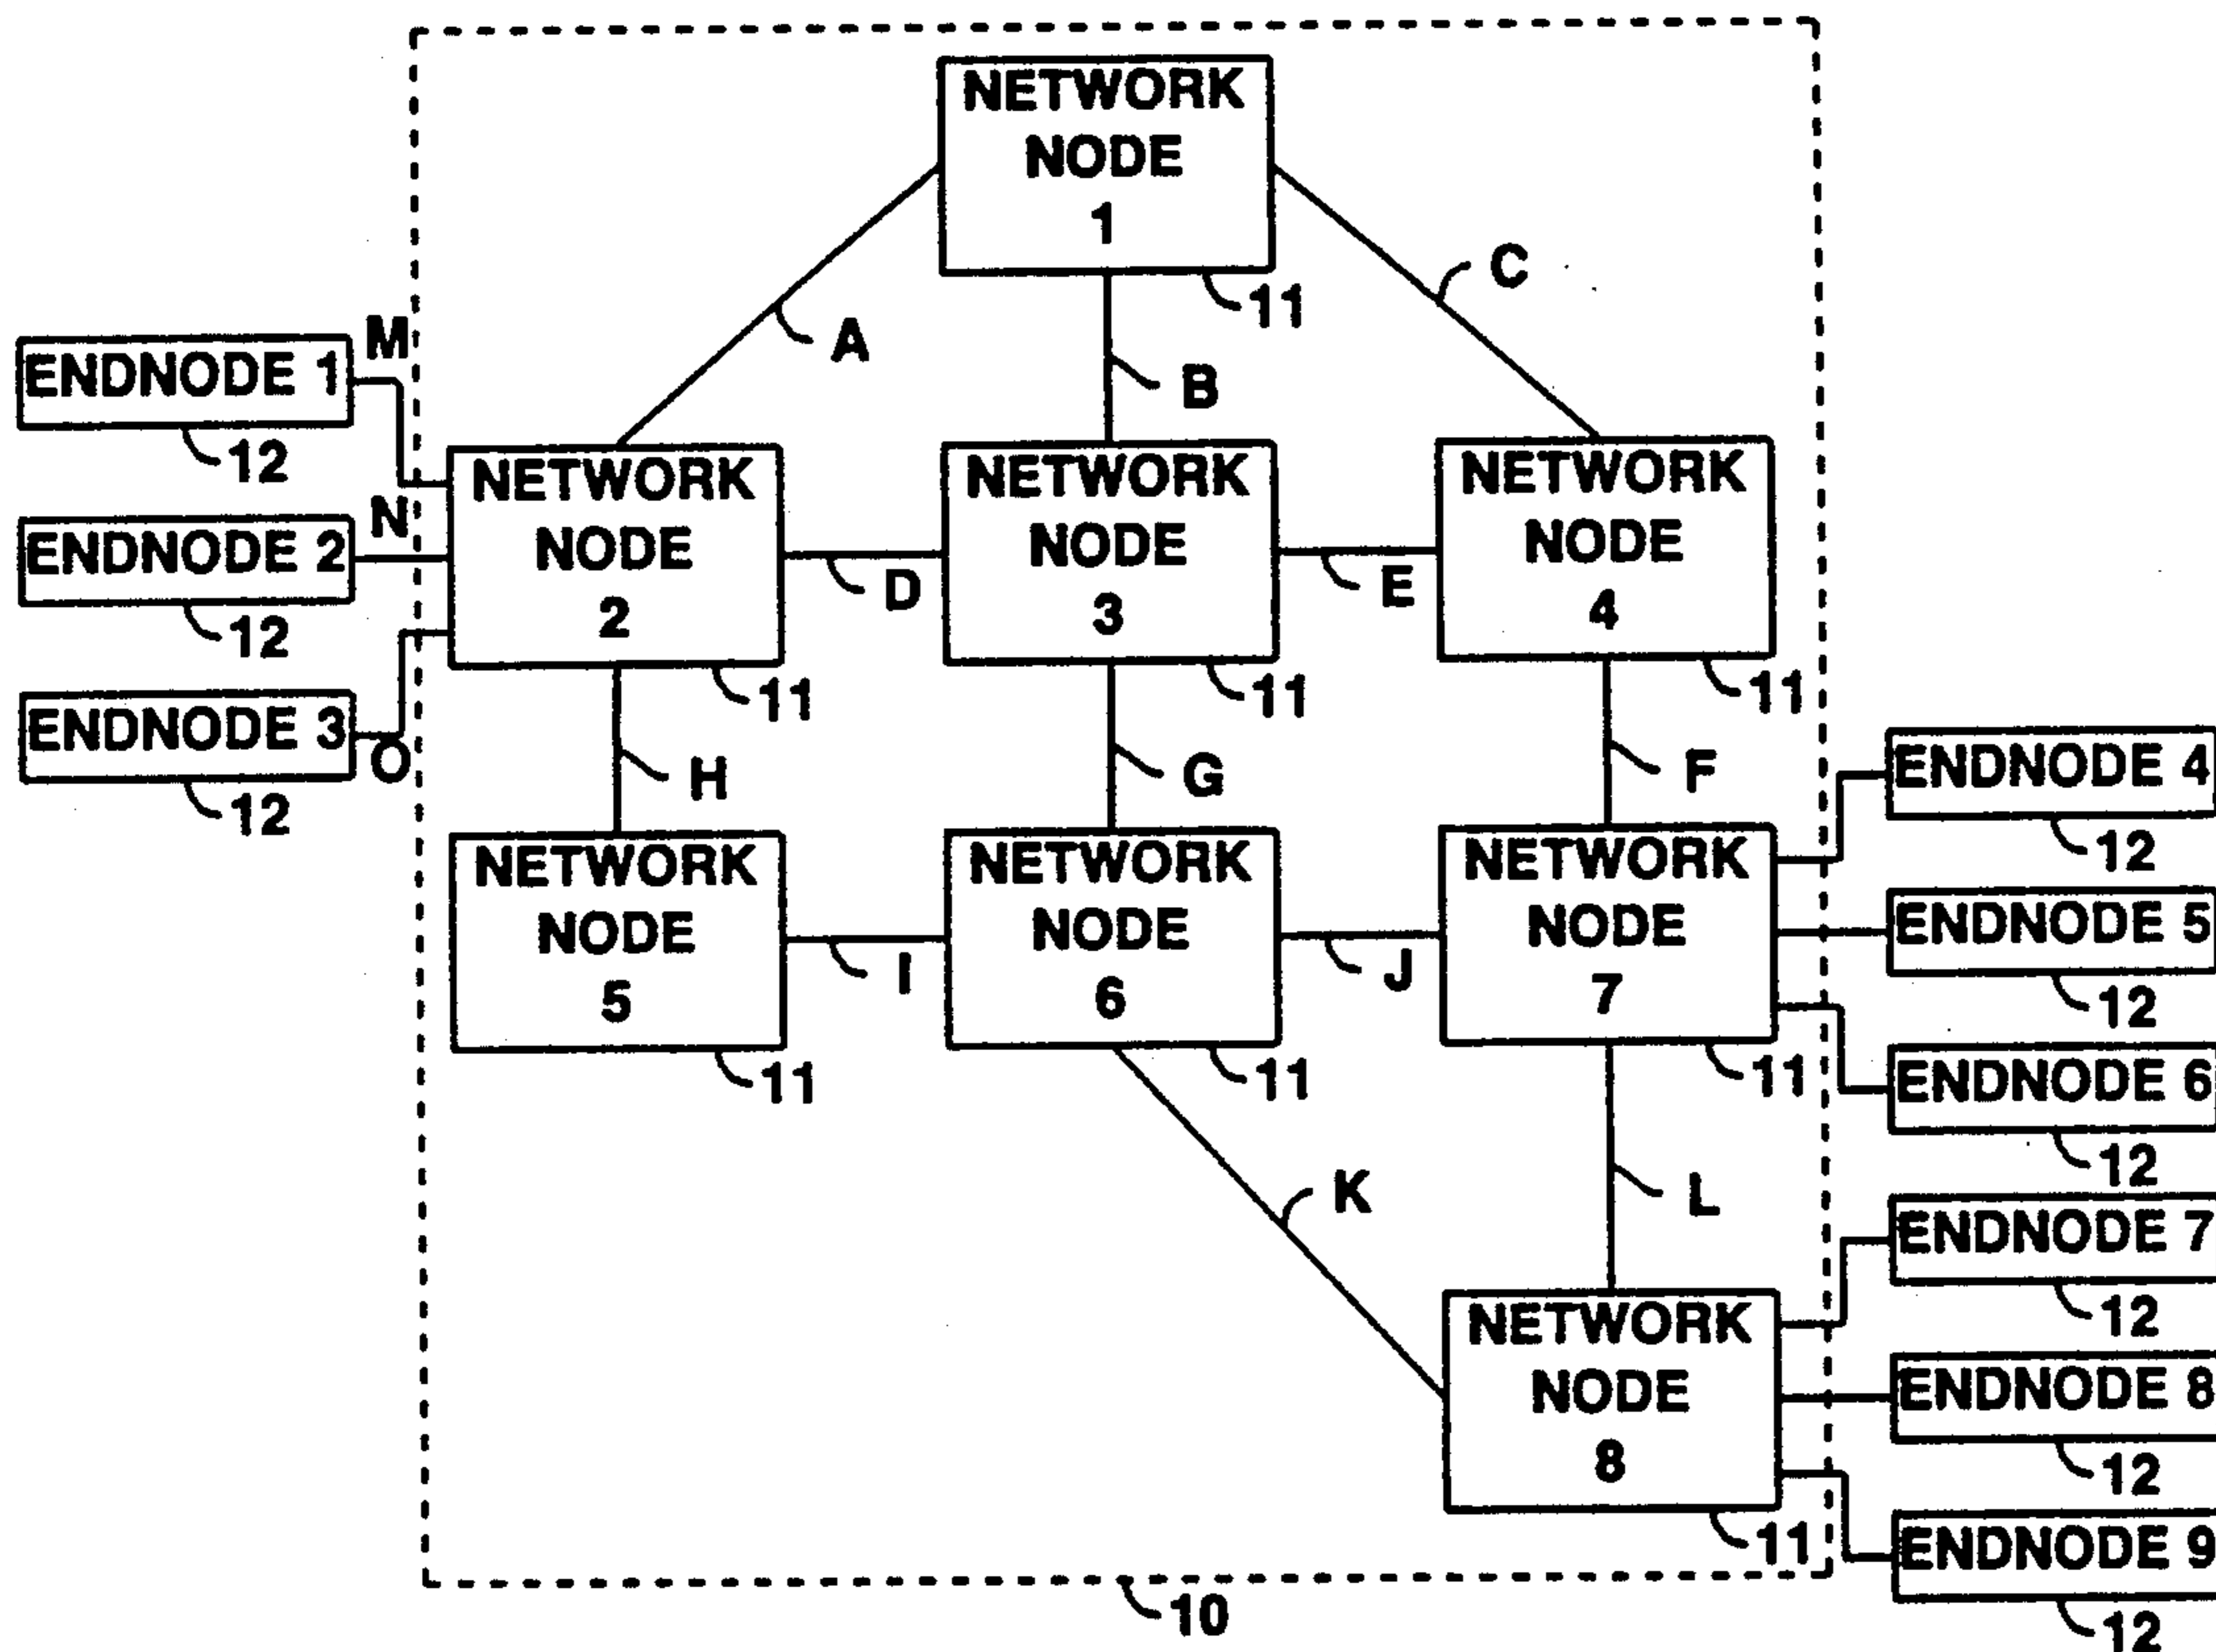 NETWORK
NODE
1
11
A
B
C
M
ENDNODE 1
12
N
ENDNODE 2
12
ENDNODE 3
O
12
NETWORK
NODE
2
11
D
NETWORK
NODE
3
11
E
NETWORK
NODE
4
11
H
G
F
NETWORK
NODE
5
11
I
NETWORK
NODE
6
11
J
NETWORK
NODE
7
11
ENDNODE 4
12
ENDNODE 5
12
ENDNODE 6
12
K
L
NETWORK
NODE
8
11
ENDNODE 7
12
ENDNODE 8
12
ENDNODE 9
12
10